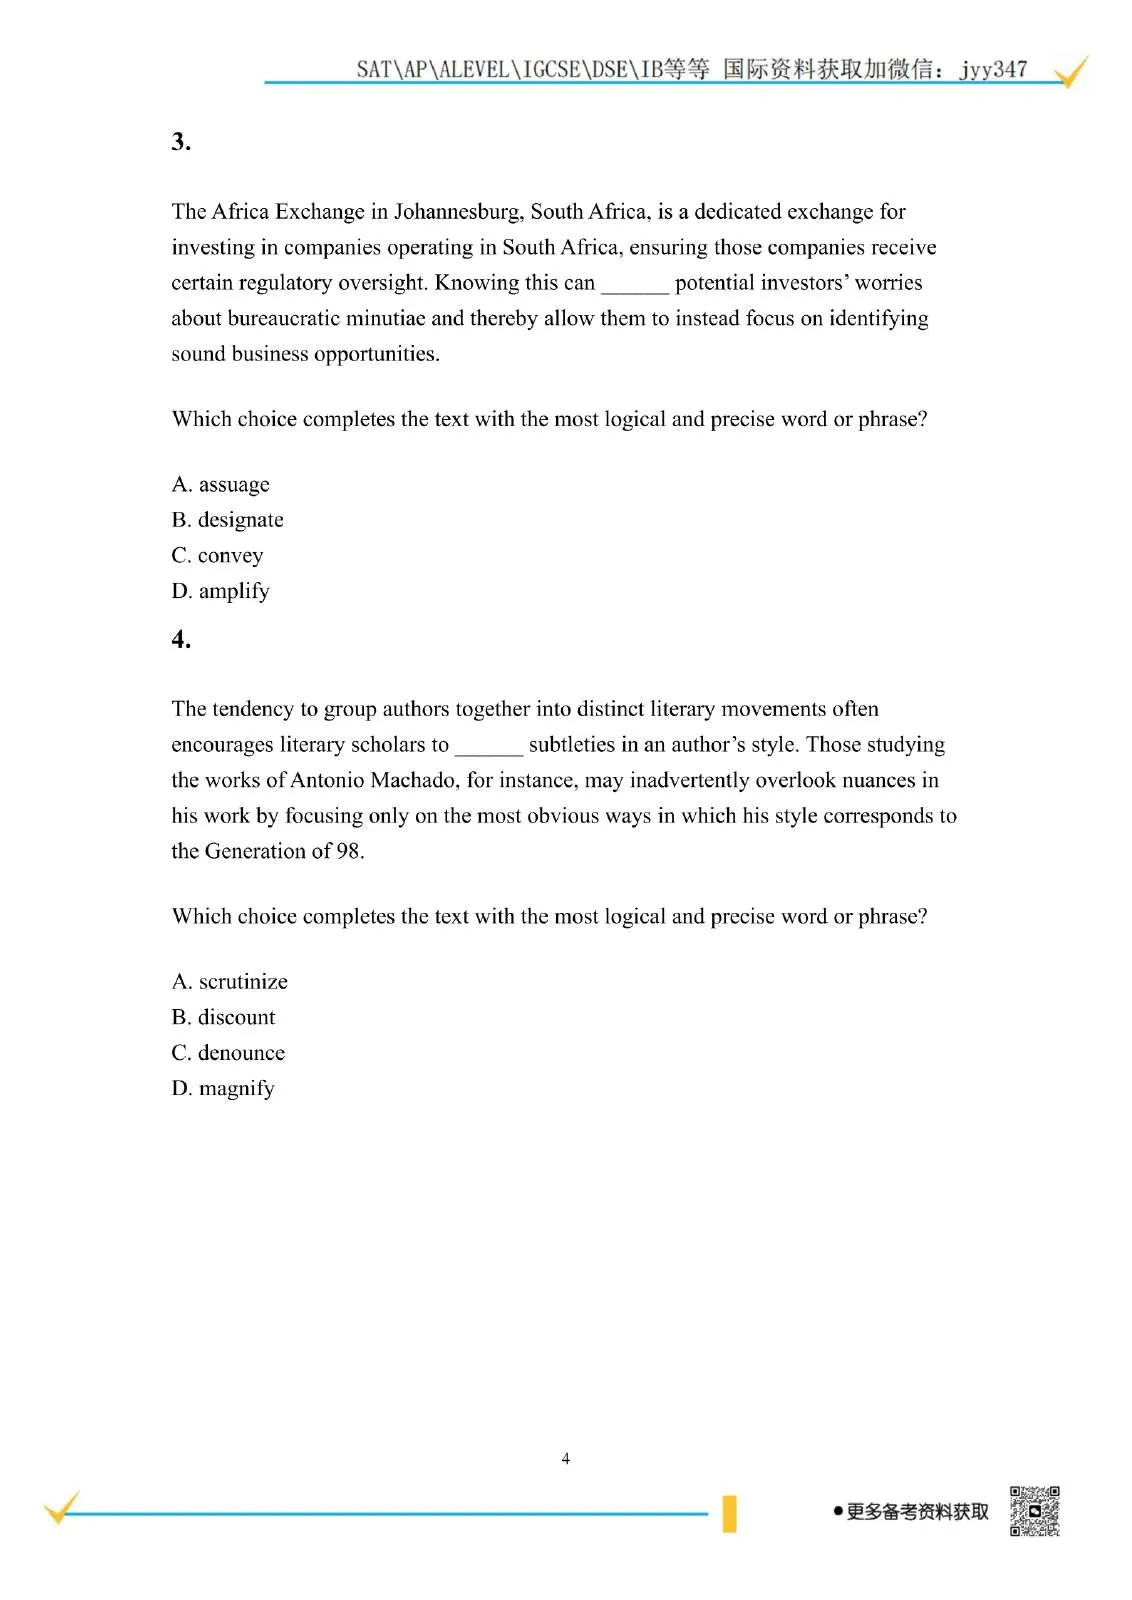 SAT\AP\ALEVEL\IGCSE\DSE\IB等等 国际资料获取加微信：jyy347
3.
The Africa Exchange in Johannesburg, South Africa, is a dedicated exchange for
investing in companies operating in South Africa, ensuring those companies receive
certain regulatory oversight. Knowing this can ______ potential investors’ worries
about bureaucratic minutiae and thereby allow them to instead focus on identifying
sound business opportunities.
Which choice completes the text with the most logical and precise word or phrase?
A. assuage
B. designate
C. convey
D. amplify
4.
The tendency to group authors together into distinct literary movements often
encourages literary scholars to ______ subtleties in an author’s style. Those studying
the works of Antonio Machado, for instance, may inadvertently overlook nuances in
his work by focusing only on the most obvious ways in which his style corresponds to
the Generation of 98.
Which choice completes the text with the most logical and precise word or phrase?
A. scrutinize
B. discount
C. denounce
D. magnify
4
●更多备考资料获取